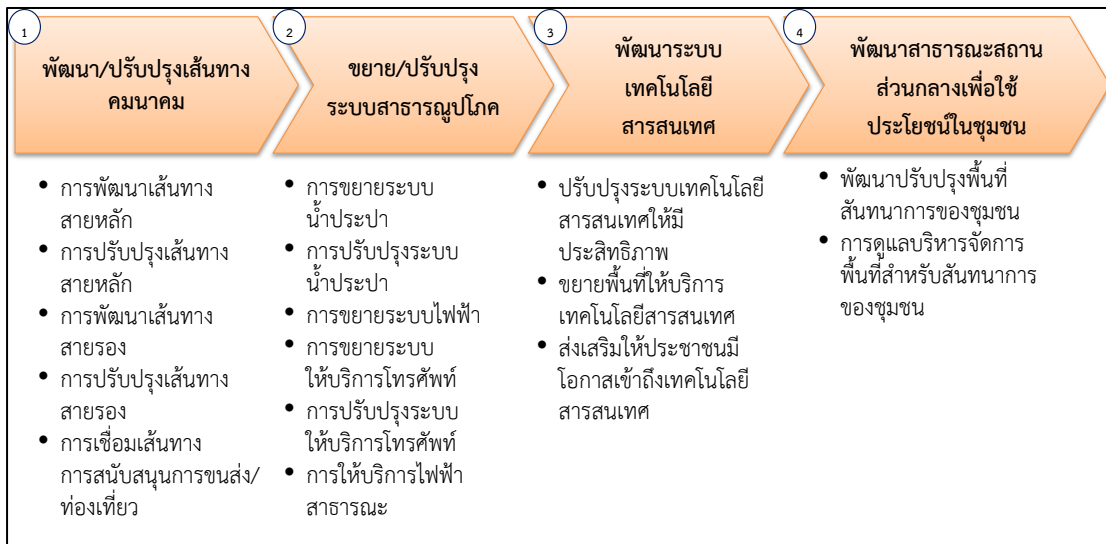 1
พัฒนา/ปรับปรุงเส้นทาง
คมนาคม
2
ขยาย/ปรับปรุง
ระบบสาธารณูปโภค
3
พัฒนาระบบ
เทคโนโลยี
สารสนเทศ
4
พัฒนาสาธารณะสถาน
ส่วนกลางเพื่อใช้
ประโยชน์ในชุมชน
• การพัฒนาเส้นทาง
สายหลัก
• การปรับปรุงเส้นทาง
สายหลัก
• การพัฒนาเส้นทาง
สายรอง
• การปรับปรุงเส้นทาง
สายรอง
• การเชื่อมเส้นทาง
การสนับสนุนการขนส่ง/
ท่องเที่ยว
• การขยายระบบ
น้ำประปา
• การปรับปรุงระบบ
น้ำประปา
• การขยายระบบไฟฟ้า
• การขยายระบบ
ให้บริการโทรศัพท์
• การปรับปรุงระบบ
ให้บริการโทรศัพท์
• การให้บริการไฟฟ้า
สาธารณะ
• ปรับปรุงระบบเทคโนโลยี
สารสนเทศให้มี
ประสิทธิภาพ
• ขยายพื้นที่ให้บริการ
เทคโนโลยีสารสนเทศ
• ส่งเสริมให้ประชาชนมี
โอกาสเข้าถึงเทคโนโลยี
สารสนเทศ
• พัฒนาปรับปรุงพื้นที่
สันทนาการของชุมชน
• การดูแลบริหารจัดการ
พื้นที่สำหรับสันทนาการ
ของชุมชน